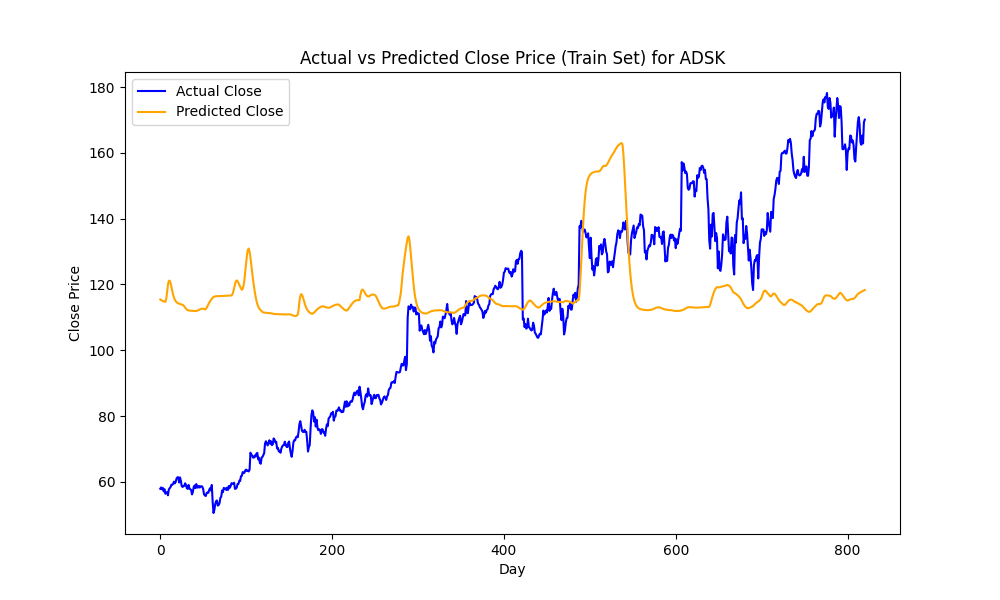 Actual vs Predicted Close Price (Train Set) for ADSK
Actual Close
Predicted Close
180
160
140
120
100
80
60
Close Price
0 200 400 600 800
Day